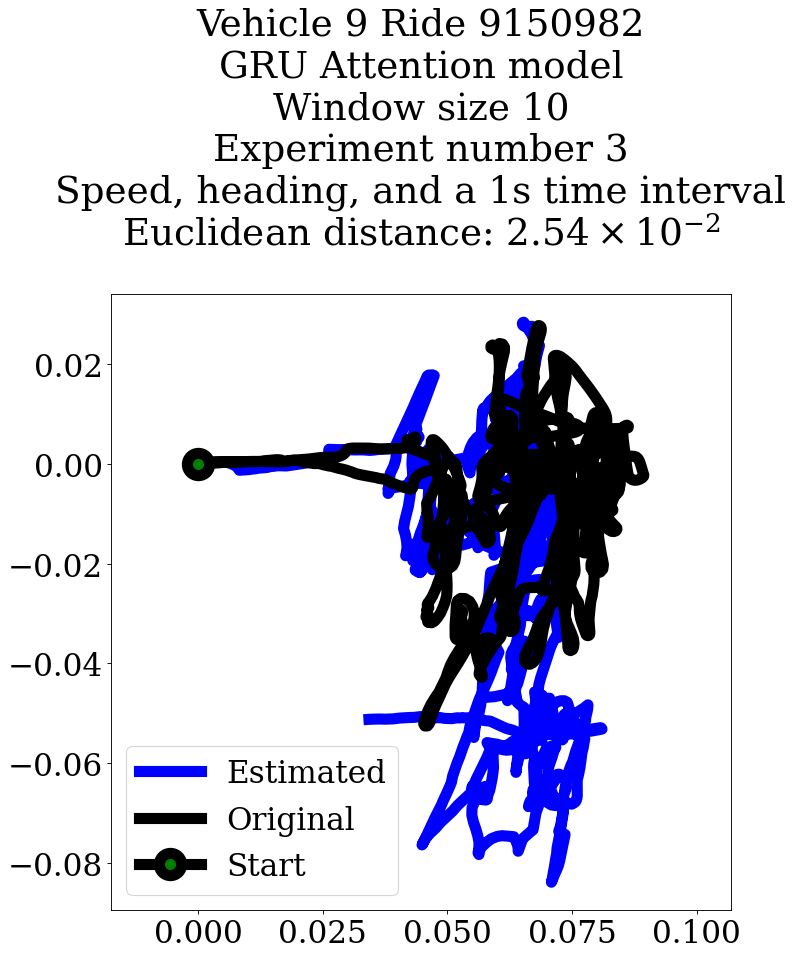 Vehicle 9 Ride 9150982
GRU Attention model
Window size 10
Experiment number 3
Speed, heading, and a 1s time interval
Euclidean distance: 2.54 × 10⁻²
0.02
0.00
−0.02
−0.04
−0.06
−0.08
Estimated
Original
Start
0.000 0.025 0.050 0.075 0.100